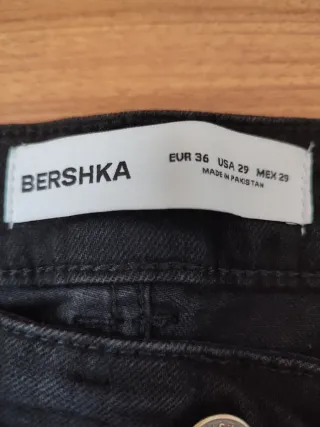 BERSHKA
EUR 36 USA 29 MEX 29
MADE IN PAKISTAN